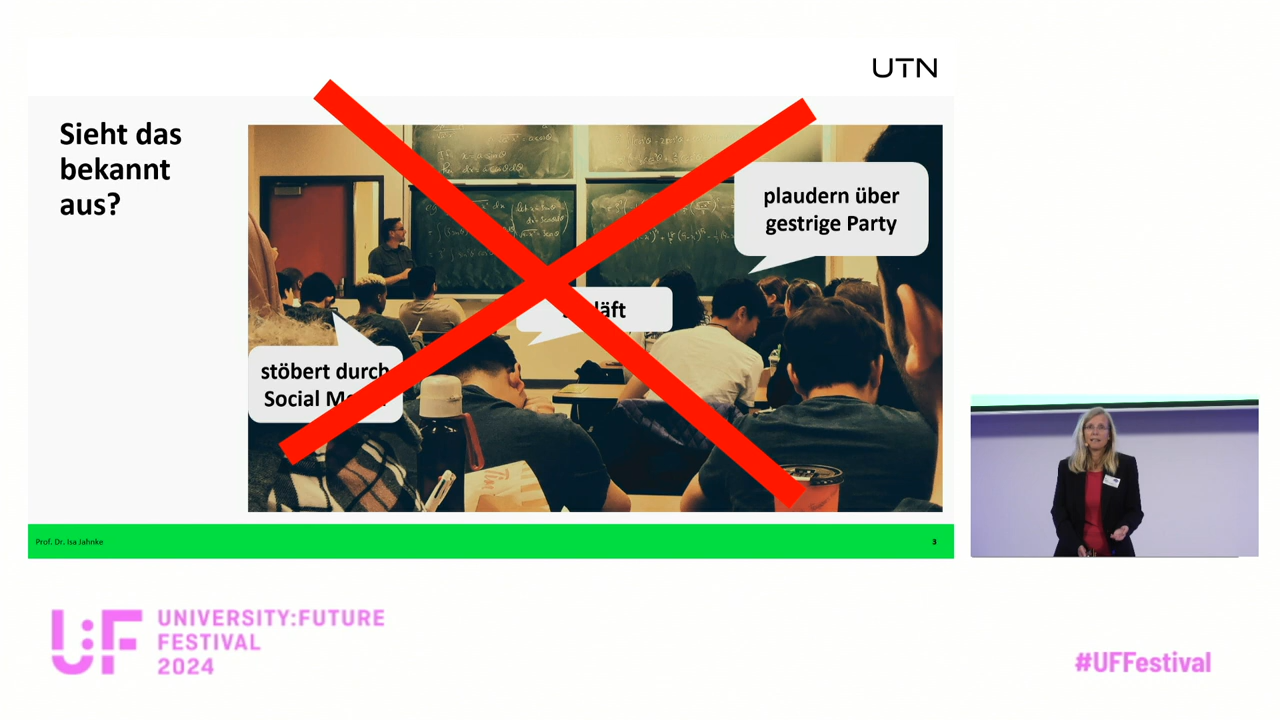 UTN
Sieht das
bekannt
aus?
plaudern über
gestrige Party
stöbert durch
Social
Prof. Dr. Isa Jahnke
3
U:F
UNIVERSITY:FUTURE
FESTIVAL
2024
#UFFestival